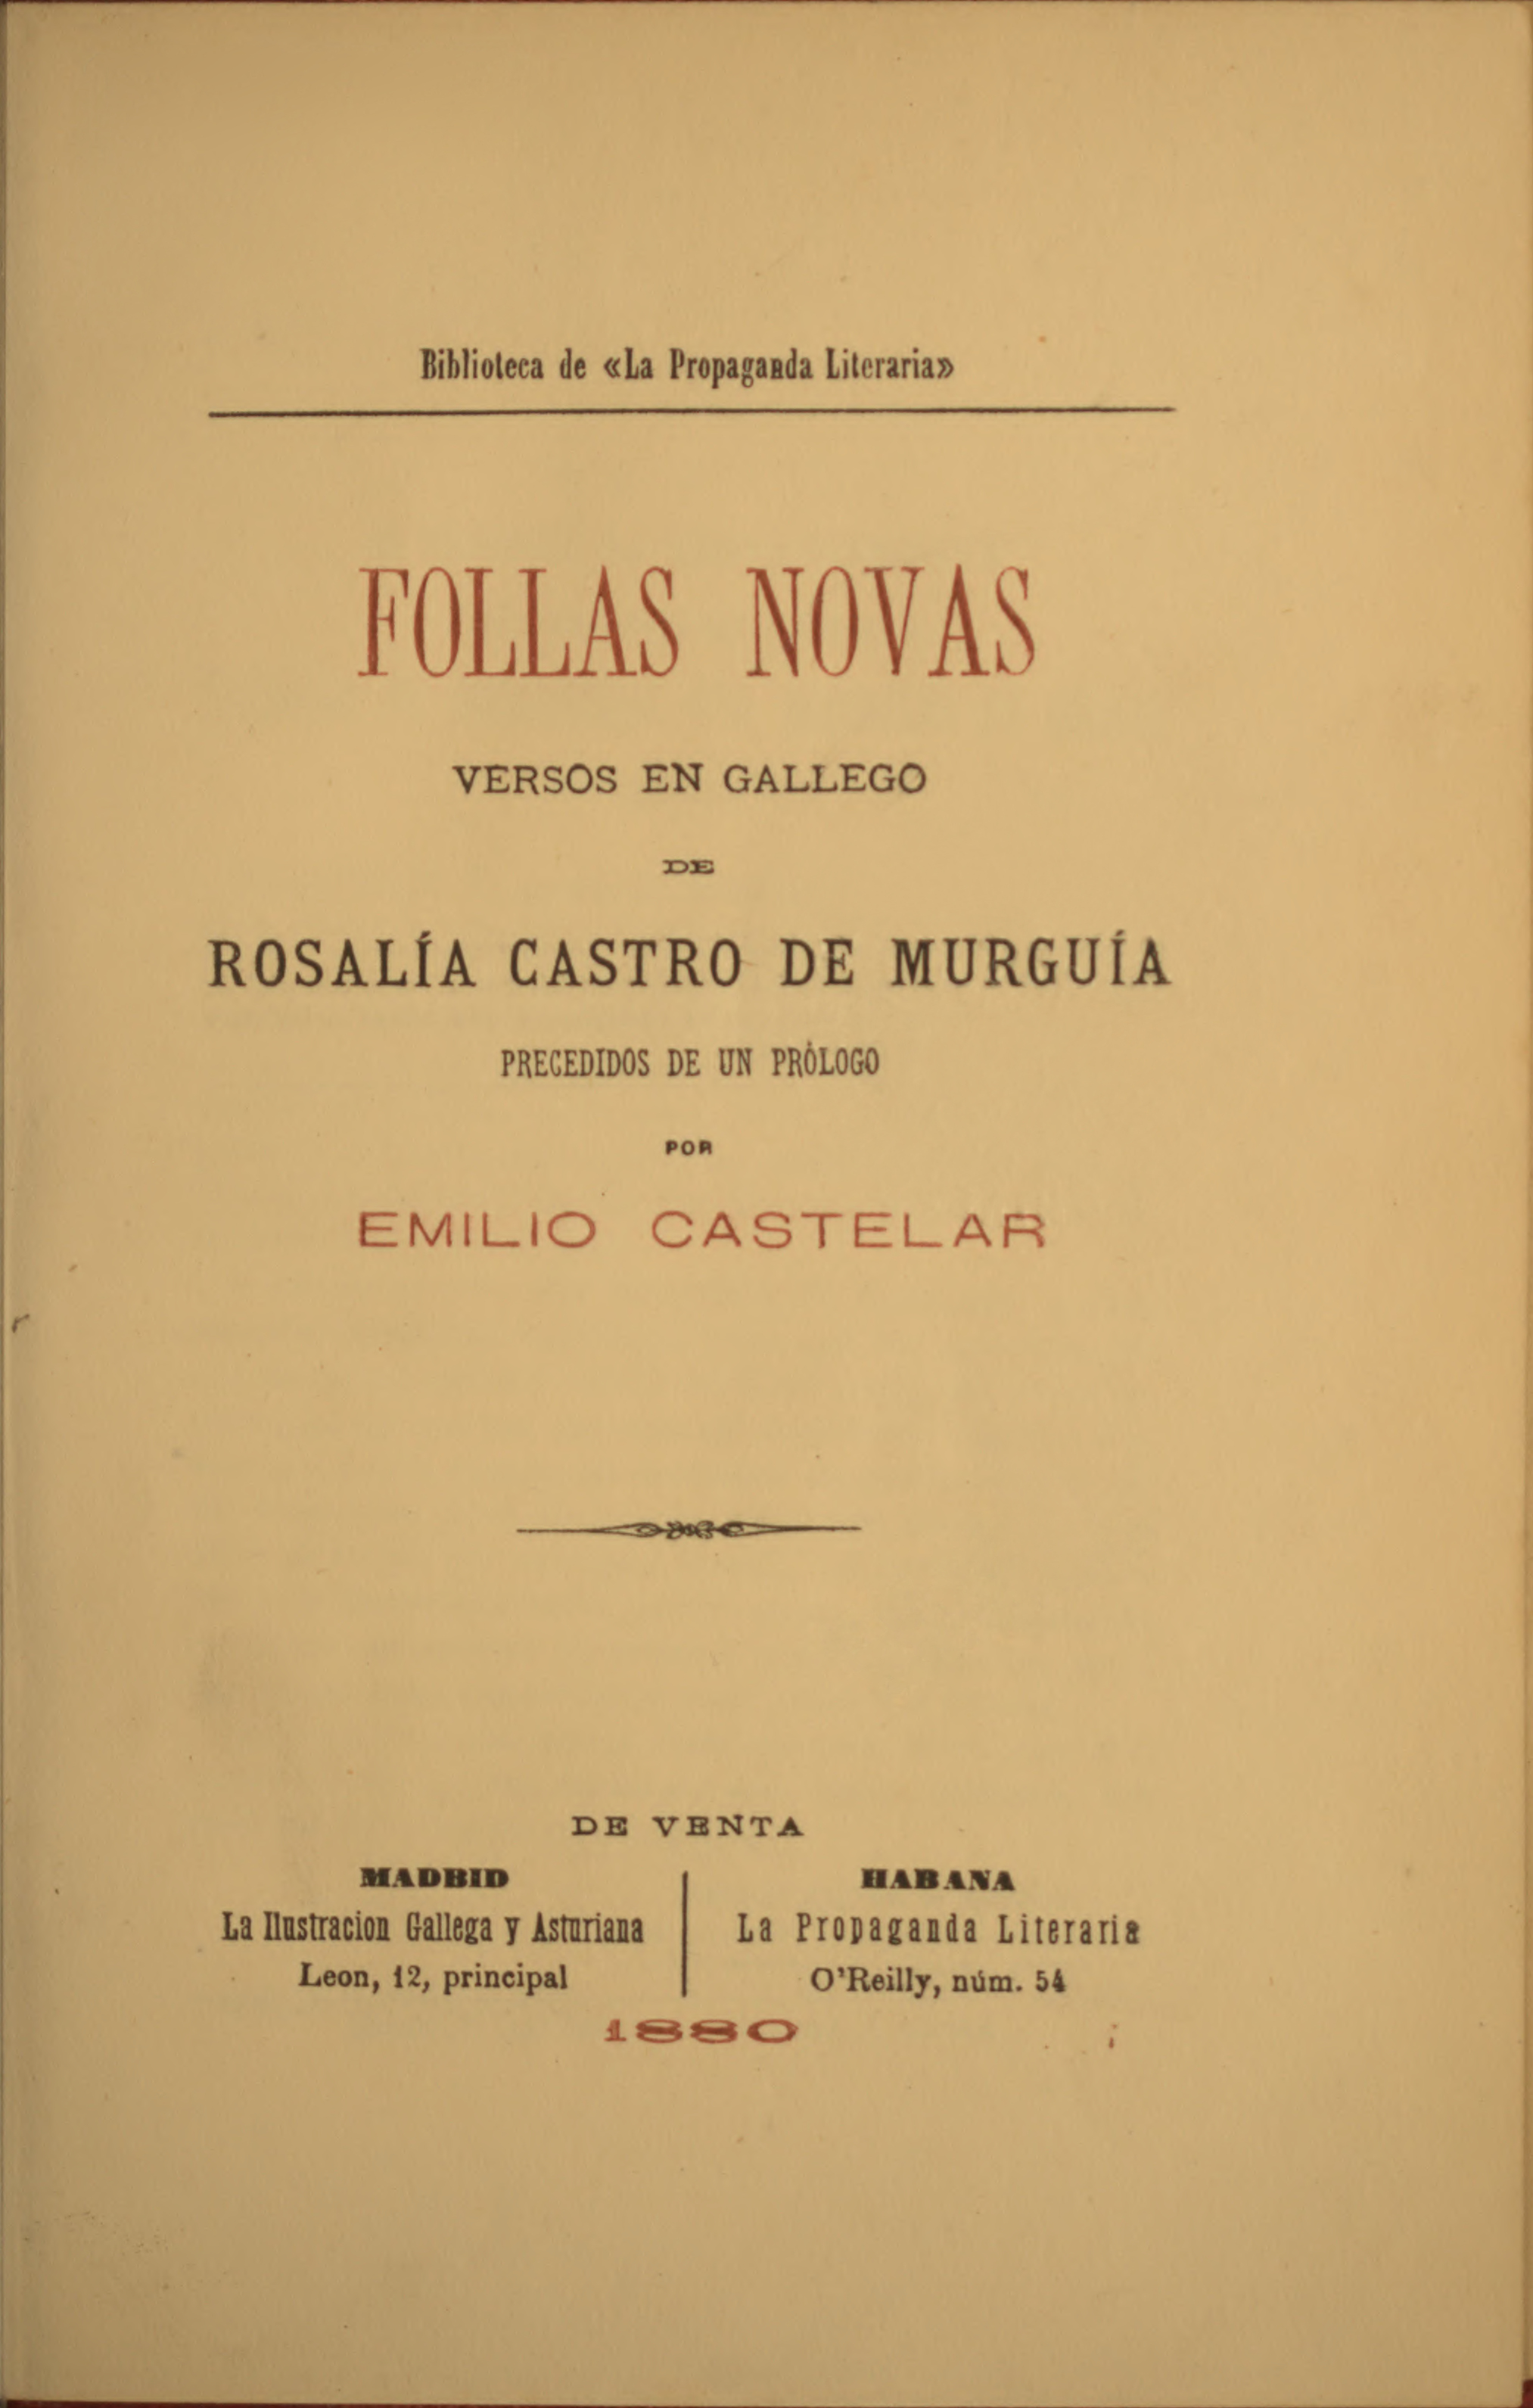 Biblioteca de «La Propaganda Literaria»
FOLLAS NOVAS
VERSOS EN GALLEGO
DE
ROSALÍA CASTRO DE MURGUÍA
PRECEDIDOS DE UN PRÓLOGO
POR
EMILIO CASTELAR
DE VENTA
MADRID
La Ilustracion Gallega y Asturiana
Leon, 12, principal
HABANA
La Propaganda Literaria
O'Reilly, núm. 54
1880